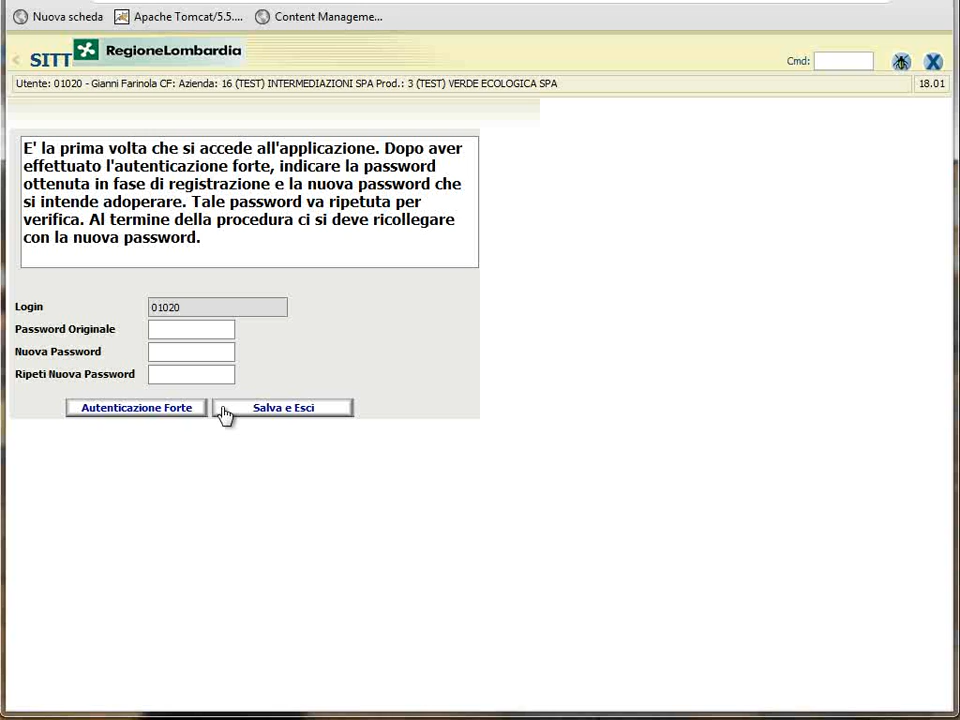 Nuova scheda Apache Tomcat/5.5.... Content Manageme...
SITT RegioneLombardia Cmd:
Utente: 01020 - Gianni Farinola CF: Azienda: 16 (TEST) INTERMEDIAZIONI SPA Prod.: 3 (TEST) VERDE ECOLOGICA SPA 18.01
E' la prima volta che si accede all'applicazione. Dopo aver
effettuato l'autenticazione forte, indicare la password
ottenuta in fase di registrazione e la nuova password che
si intende adoperare. Tale password va ripetuta per
verifica. Al termine della procedura ci si deve ricollegare
con la nuova password.
Login 01020
Password Originale
Nuova Password
Ripeti Nuova Password
Autenticazione Forte Salva e Esci